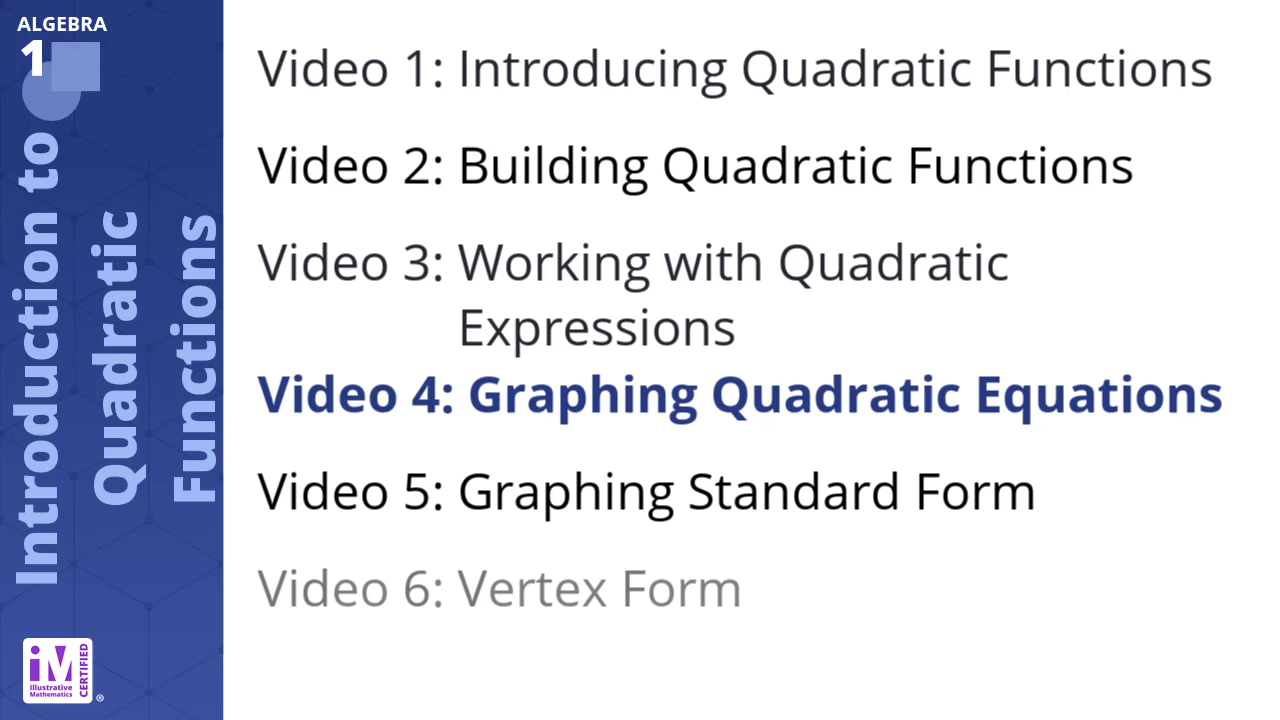 ALGEBRA
1
Introduction to
Quadratic
Functions
Video 1: Introducing Quadratic Functions
Video 2: Building Quadratic Functions
Video 3: Working with Quadratic
Expressions
Video 4: Graphing Quadratic Equations
Video 5: Graphing Standard Form
Video 6: Vertex Form
iM
Illustrative
Mathematics
CERTIFIED
®